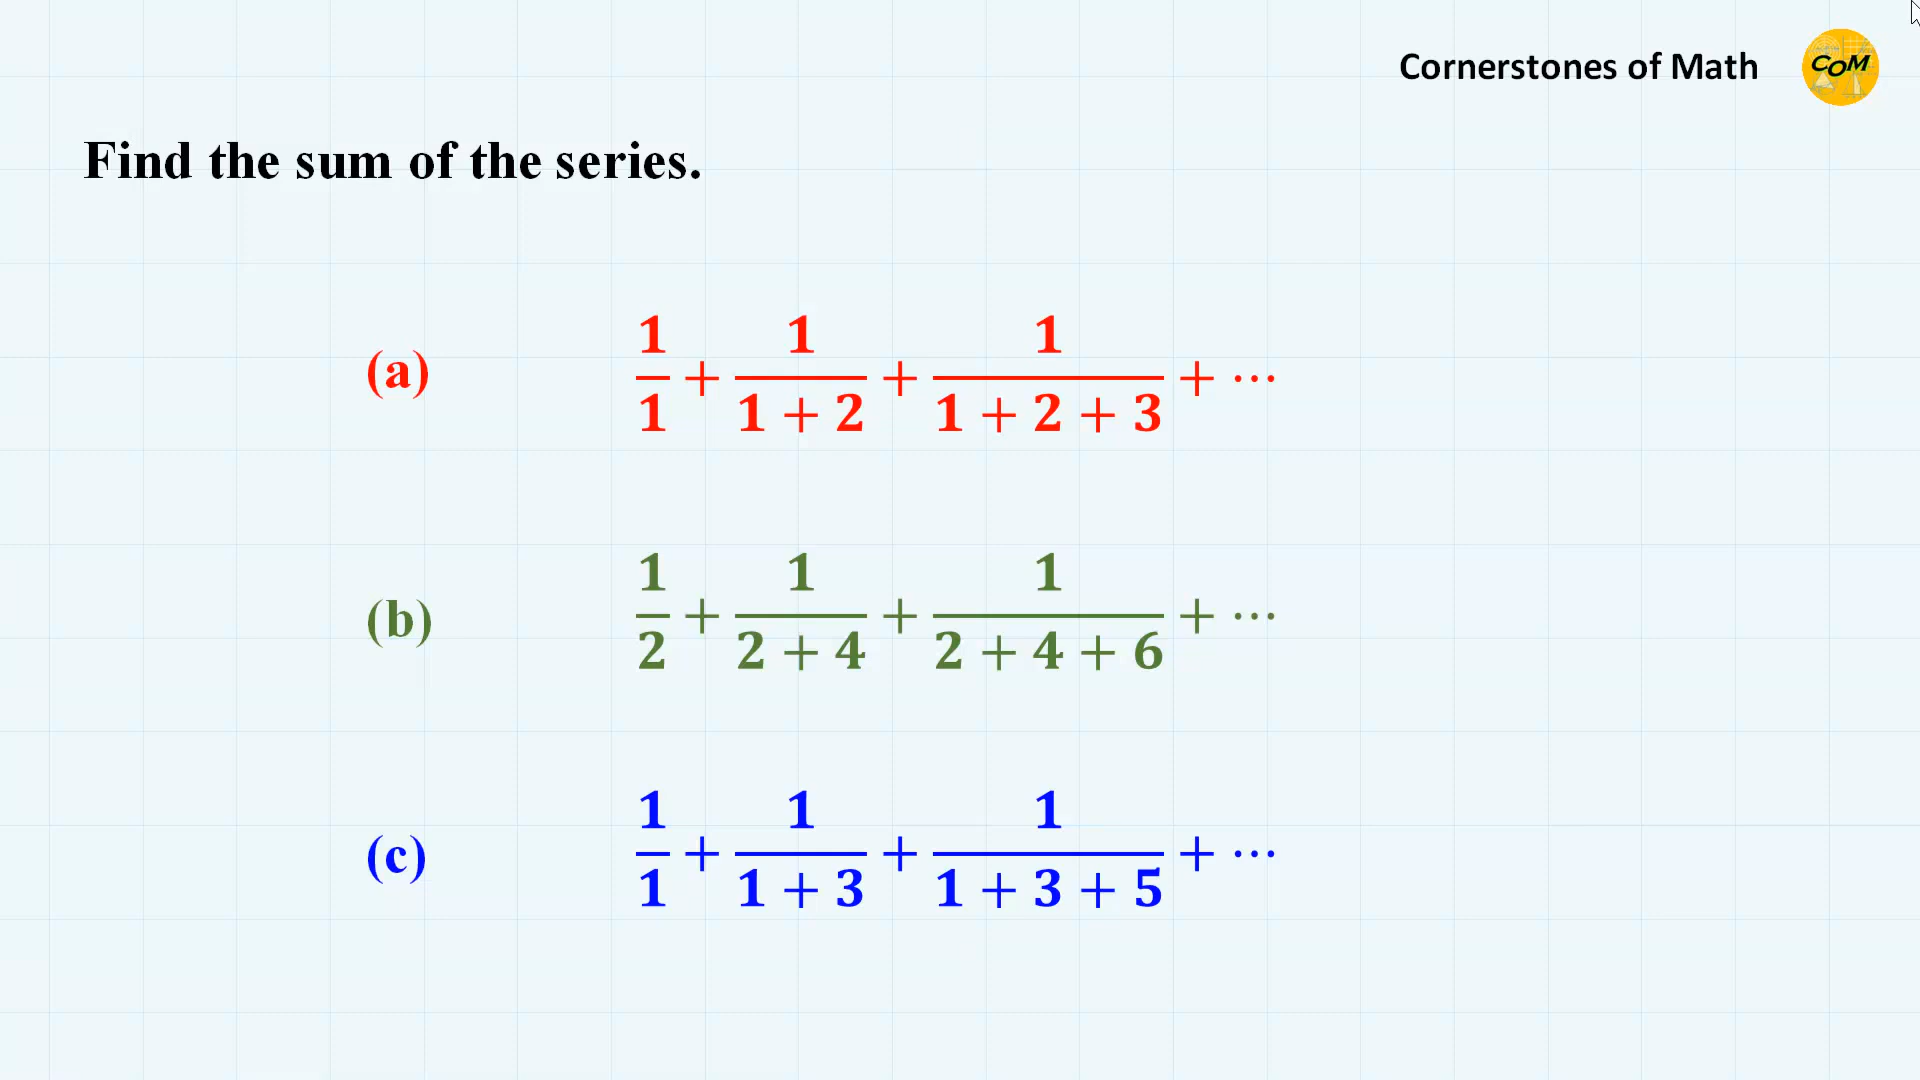 Cornerstones of Math
COM
Find the sum of the series.
(a) 1/1 + 1/(1 + 2) + 1/(1 + 2 + 3) + ⋯
(b) 1/2 + 1/(2 + 4) + 1/(2 + 4 + 6) + ⋯
(c) 1/1 + 1/(1 + 3) + 1/(1 + 3 + 5) + ⋯